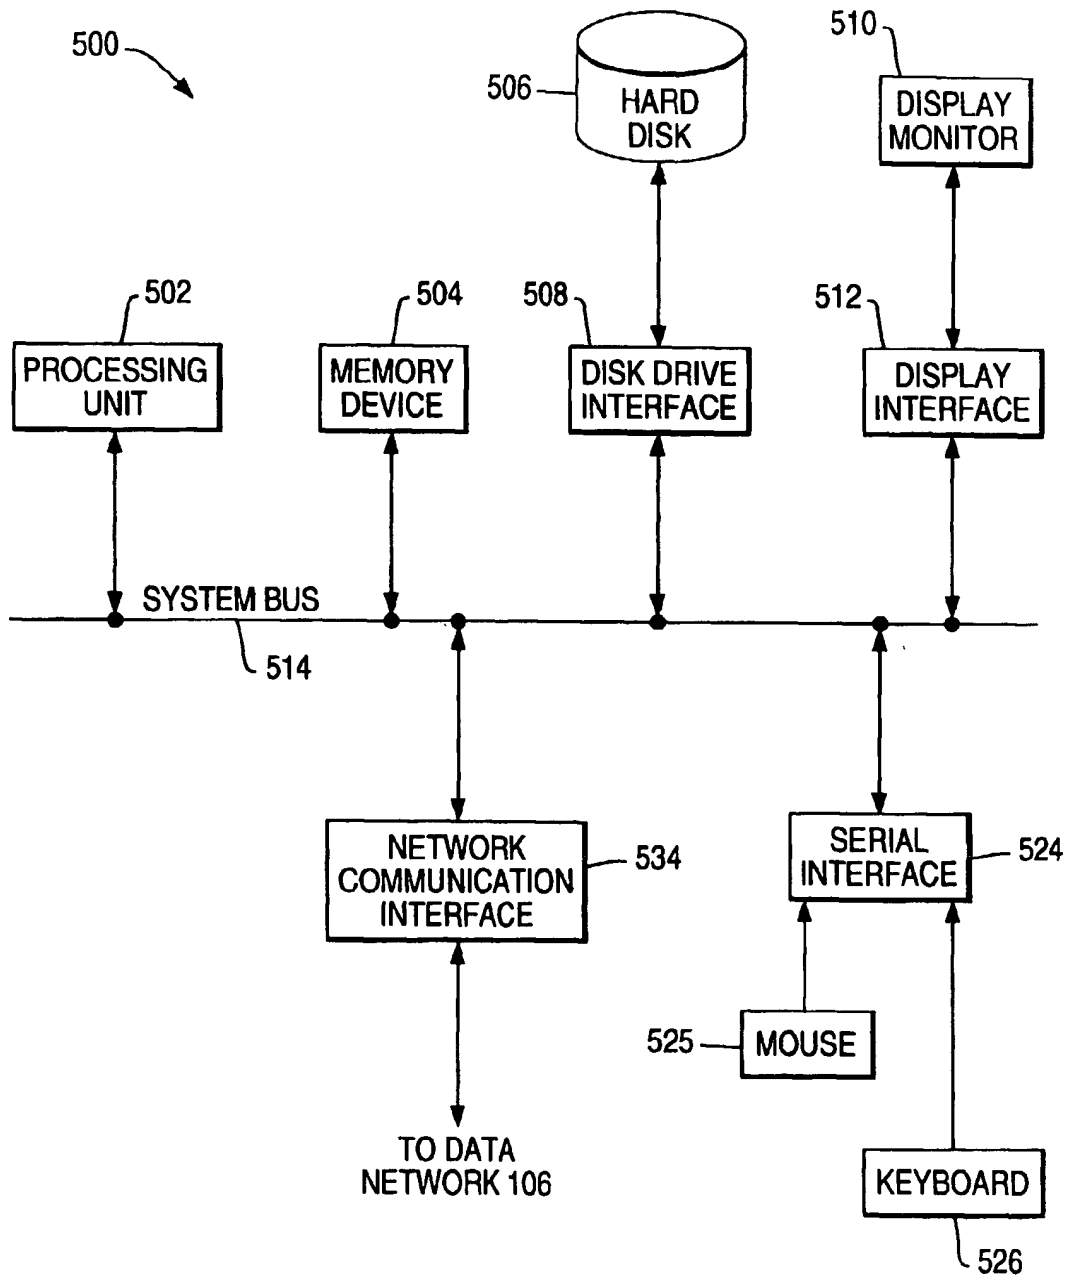 500
506
HARD
DISK
510
DISPLAY
MONITOR
502
PROCESSING
UNIT
504
MEMORY
DEVICE
508
DISK DRIVE
INTERFACE
512
DISPLAY
INTERFACE
SYSTEM BUS
514
NETWORK
COMMUNICATION
INTERFACE
534
SERIAL
INTERFACE
524
525
MOUSE
TO DATA
NETWORK 106
KEYBOARD
526